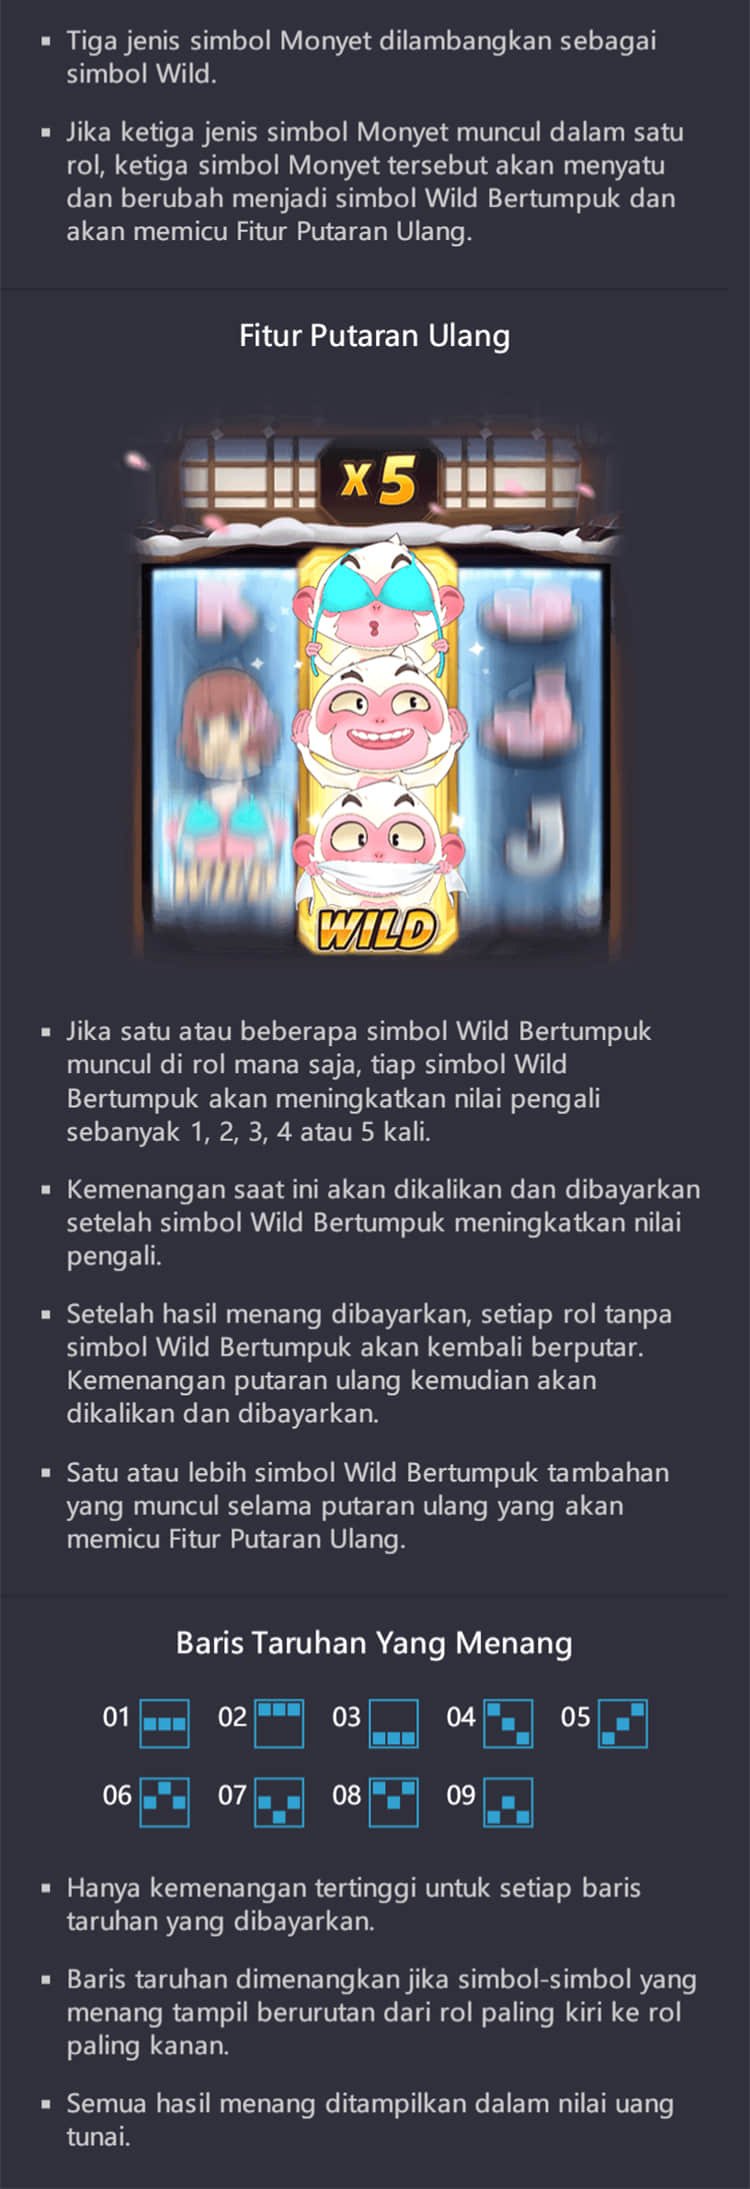 ▪ Tiga jenis simbol Monyet dilambangkan sebagai
simbol Wild.
▪ Jika ketiga jenis simbol Monyet muncul dalam satu
rol, ketiga simbol Monyet tersebut akan menyatu
dan berubah menjadi simbol Wild Bertumpuk dan
akan memicu Fitur Putaran Ulang.
Fitur Putaran Ulang
x5
K
J
WILD
▪ Jika satu atau beberapa simbol Wild Bertumpuk
muncul di rol mana saja, tiap simbol Wild
Bertumpuk akan meningkatkan nilai pengali
sebanyak 1, 2, 3, 4 atau 5 kali.
▪ Kemenangan saat ini akan dikalikan dan dibayarkan
setelah simbol Wild Bertumpuk meningkatkan nilai
pengali.
▪ Setelah hasil menang dibayarkan, setiap rol tanpa
simbol Wild Bertumpuk akan kembali berputar.
Kemenangan putaran ulang kemudian akan
dikalikan dan dibayarkan.
▪ Satu atau lebih simbol Wild Bertumpuk tambahan
yang muncul selama putaran ulang yang akan
memicu Fitur Putaran Ulang.
Baris Taruhan Yang Menang
01 02 03 04 05
06 07 08 09
▪ Hanya kemenangan tertinggi untuk setiap baris
taruhan yang dibayarkan.
▪ Baris taruhan dimenangkan jika simbol-simbol yang
menang tampil berurutan dari rol paling kiri ke rol
paling kanan.
▪ Semua hasil menang ditampilkan dalam nilai uang
tunai.